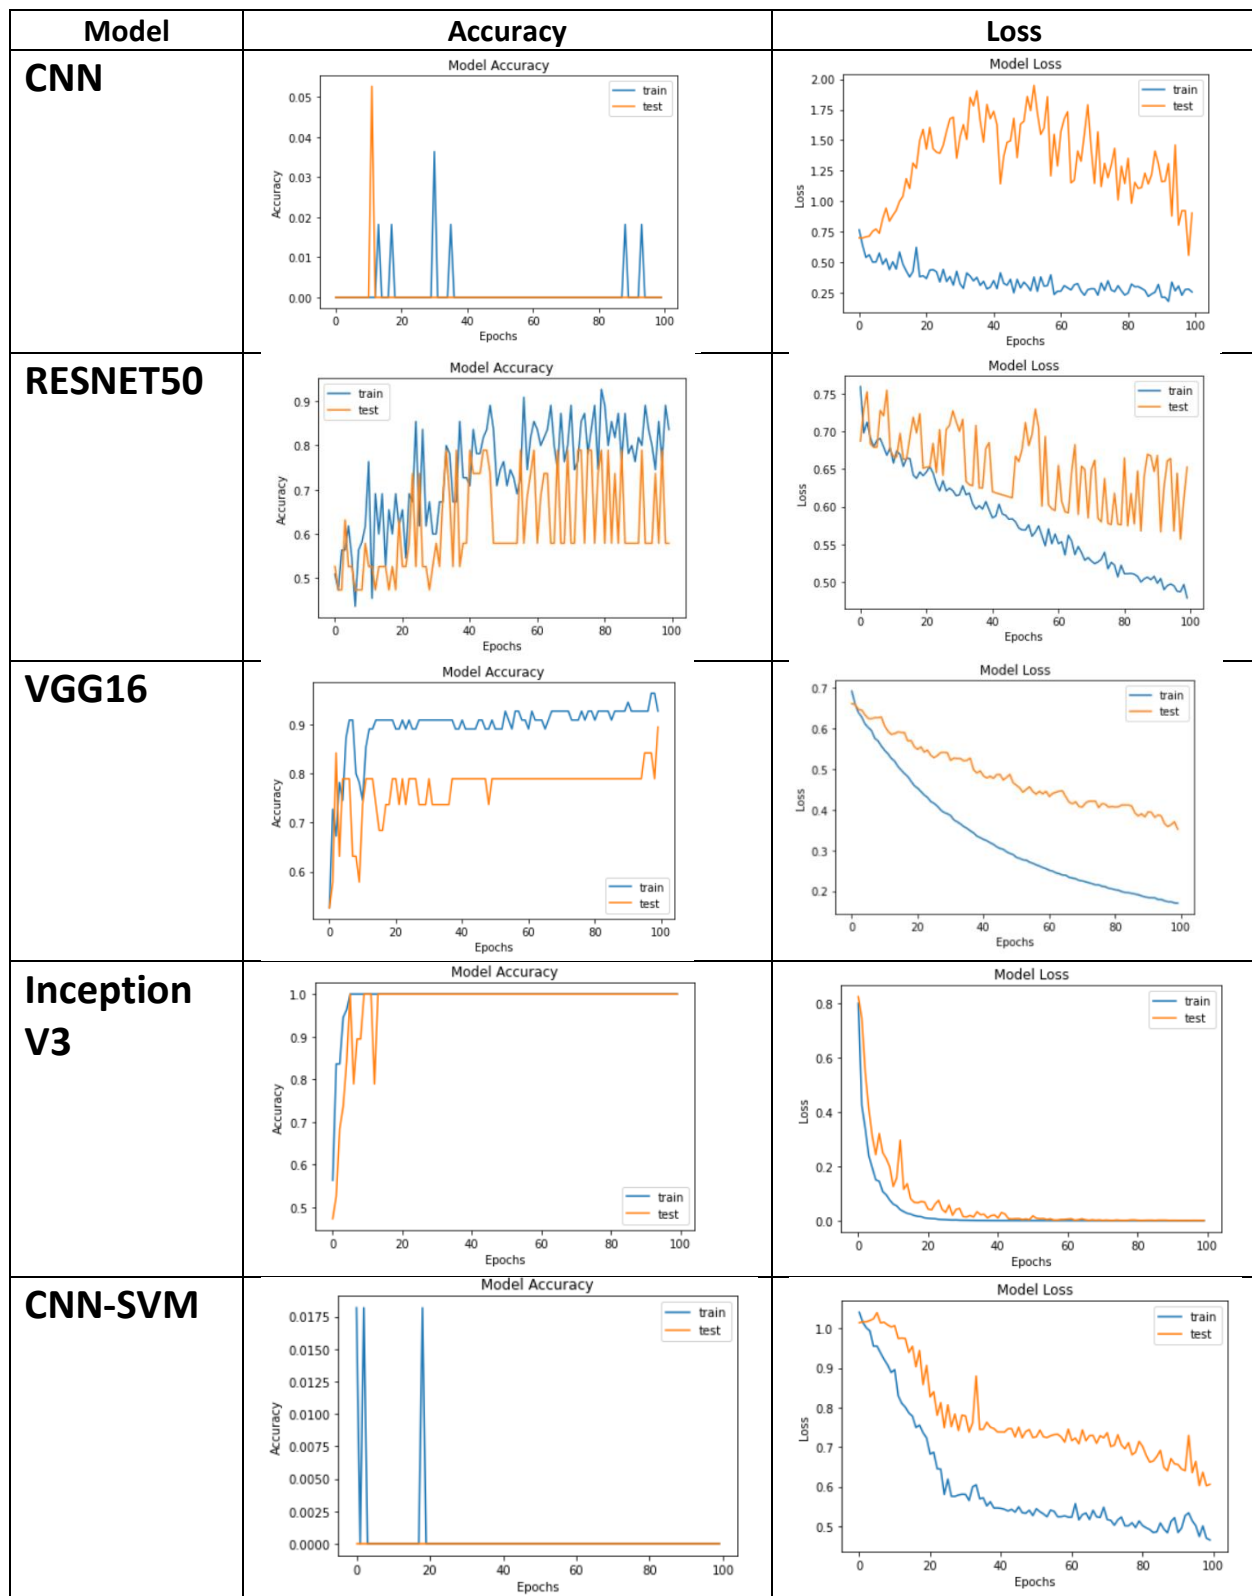 Model Accuracy Loss
CNN
Model Accuracy
0.05
0.04
0.03
0.02
0.01
0.00
Accuracy
0 20 40 60 80 100
Epochs
train
test
Model Loss
2.00
1.75
1.50
1.25
1.00
0.75
0.50
0.25
Loss
0 20 40 60 80 100
Epochs
train
test
RESNET50
Model Accuracy
0.9
0.8
0.7
0.6
0.5
Accuracy
0 20 40 60 80 100
Epochs
train
test
Model Loss
0.75
0.70
0.65
0.60
0.55
0.50
Loss
0 20 40 60 80 100
Epochs
train
test
VGG16
Model Accuracy
0.9
0.8
0.7
0.6
Accuracy
0 20 40 60 80 100
Epochs
train
test
Model Loss
0.7
0.6
0.5
0.4
0.3
0.2
Loss
0 20 40 60 80 100
Epochs
train
test
Inception
V3
Model Accuracy
1.0
0.9
0.8
0.7
0.6
0.5
Accuracy
0 20 40 60 80 100
Epochs
train
test
Model Loss
0.8
0.6
0.4
0.2
0.0
Loss
0 20 40 60 80 100
Epochs
train
test
CNN-SVM
Model Accuracy
0.0175
0.0150
0.0125
0.0100
0.0075
0.0050
0.0025
0.0000
Accuracy
0 20 40 60 80 100
Epochs
train
test
Model Loss
1.0
0.9
0.8
0.7
0.6
0.5
Loss
0 20 40 60 80 100
Epochs
train
test